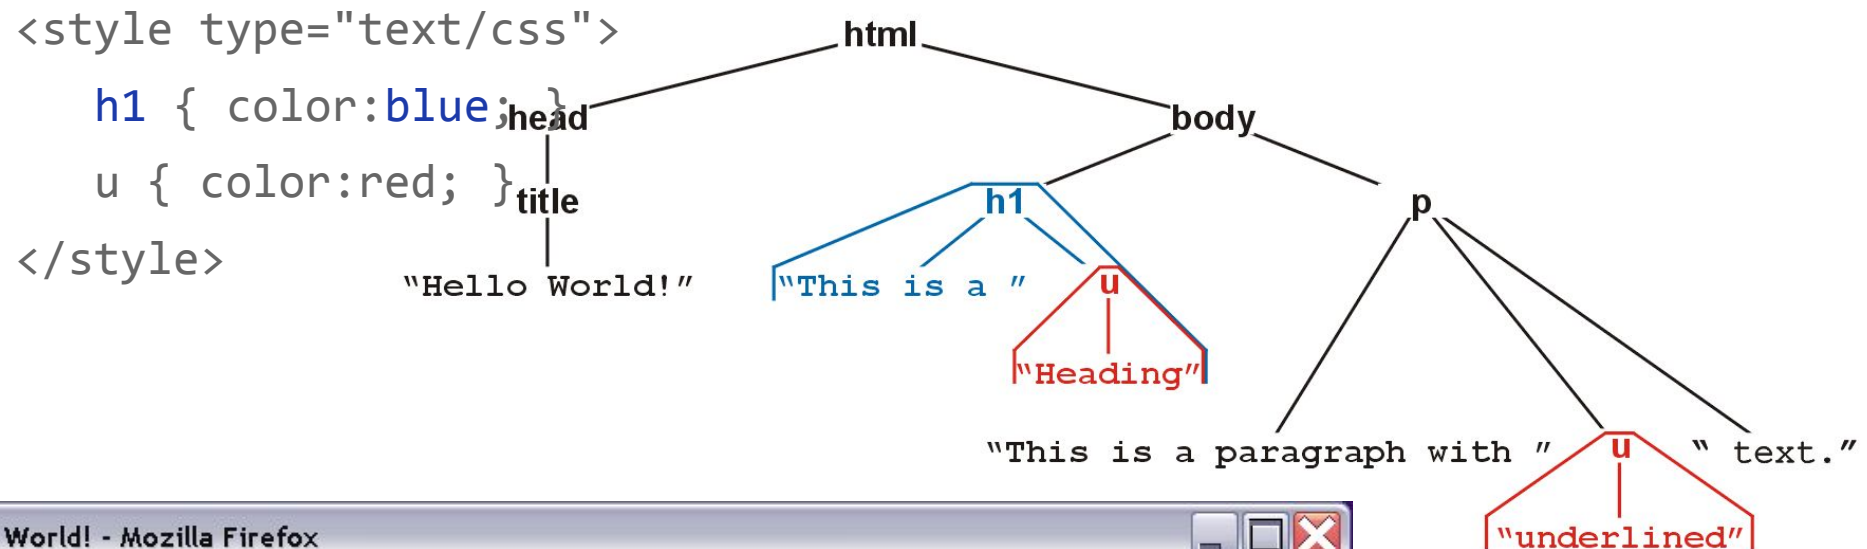 <style type="text/css">
html
h1 { color:blue; }
head
body
u { color:red; }
title
h1
p
</style>
“Hello World!”
“This is a ”
u
“Heading”
“This is a paragraph with ”
u
“ text.”
World! - Mozilla Firefox
“underlined”